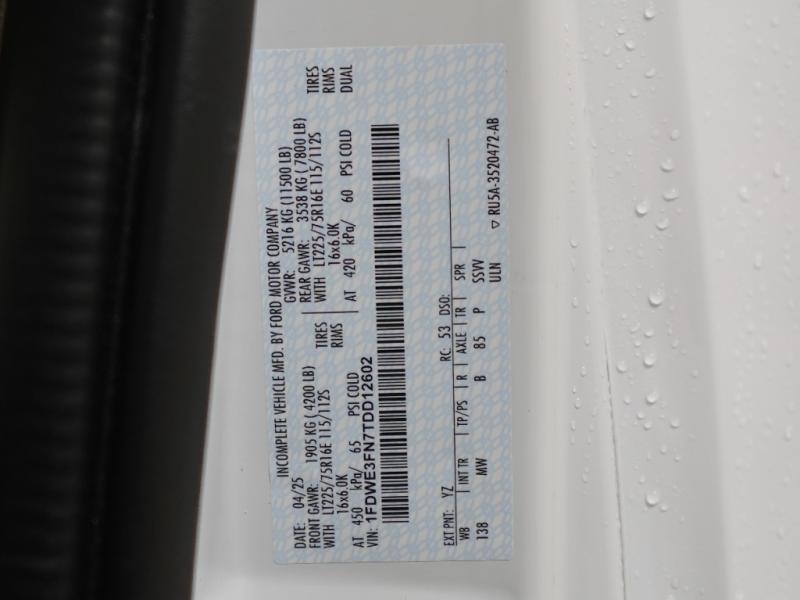 INCOMPLETE VEHICLE MFD. BY FORD MOTOR COMPANY
DATE: 04/25 GVWR: 5216 KG (11500 LB)
FRONT GAWR: 1905 KG ( 4200 LB) REAR GAWR: 3538 KG ( 7800 LB)
WITH LT225/75R16E 115/112S TIRES WITH LT225/75R16E 115/112S TIRES
16x6.0K RIMS 16x6.0K RIMS
AT 450 kPa/ 65 PSI COLD AT 420 kPa/ 60 PSI COLD DUAL
VIN: 1FDWE3FN7TDD12602
EXT PNT: YZ RC: 53 DSO:
WB INT TR TP/PS R AXLE TR SPR
138 MW B 85 P SSVV
ULN
▽ RU5A-3520472-AB